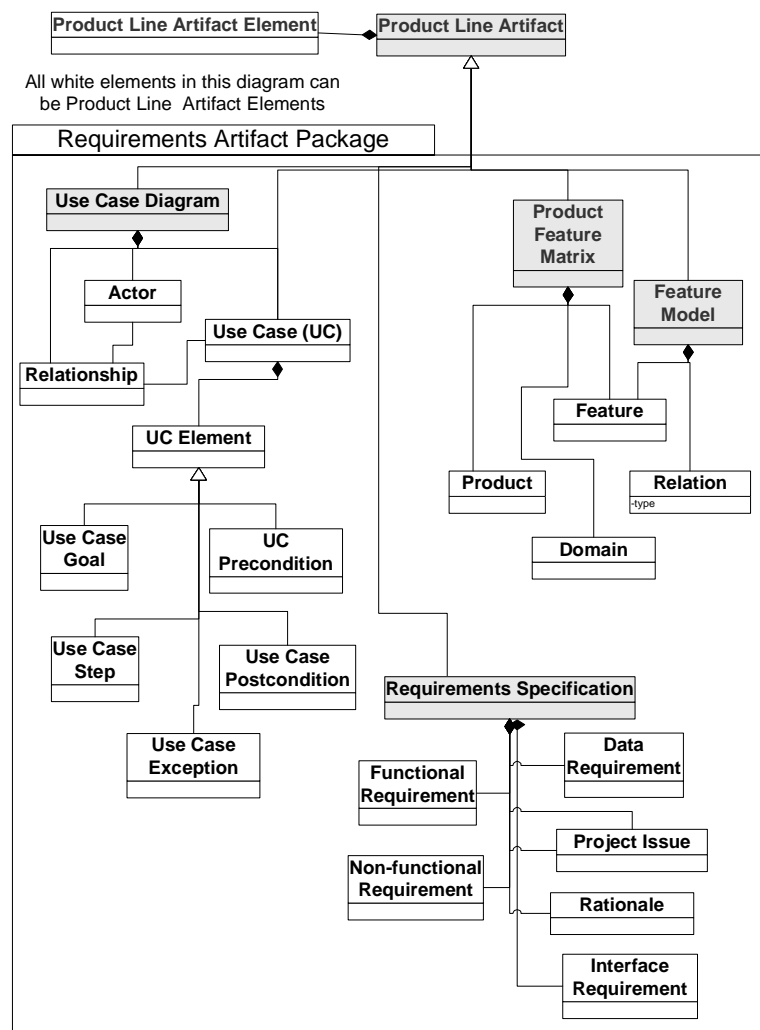 Product Line Artifact Element
Product Line Artifact
All white elements in this diagram can
be Product Line Artifact Elements
Requirements Artifact Package
Use Case Diagram
Product
Feature
Matrix
Actor
Feature
Model
Use Case (UC)
Relationship
Feature
UC Element
Product
Relation
-type
Use Case
Goal
UC
Precondition
Domain
Use Case
Step
Use Case
Postcondition
Requirements Specification
Use Case
Exception
Data
Requirement
Functional
Requirement
Project Issue
Non-functional
Requirement
Rationale
Interface
Requirement